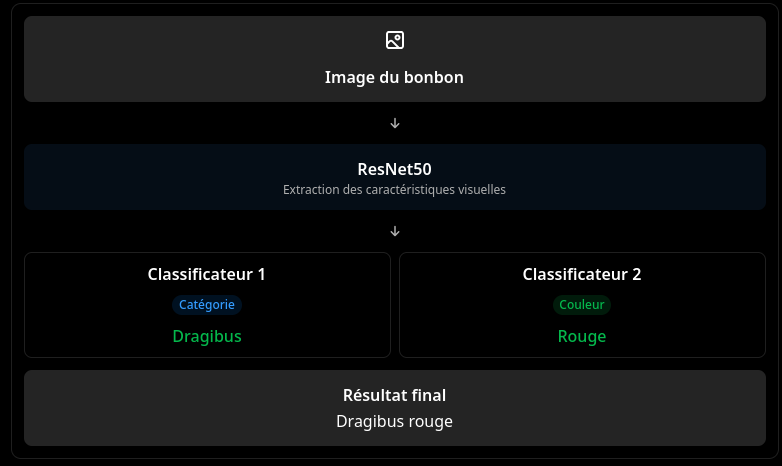 Image du bonbon
ResNet50
Extraction des caractéristiques visuelles
Classificateur 1
Catégorie
Dragibus
Classificateur 2
Couleur
Rouge
Résultat final
Dragibus rouge